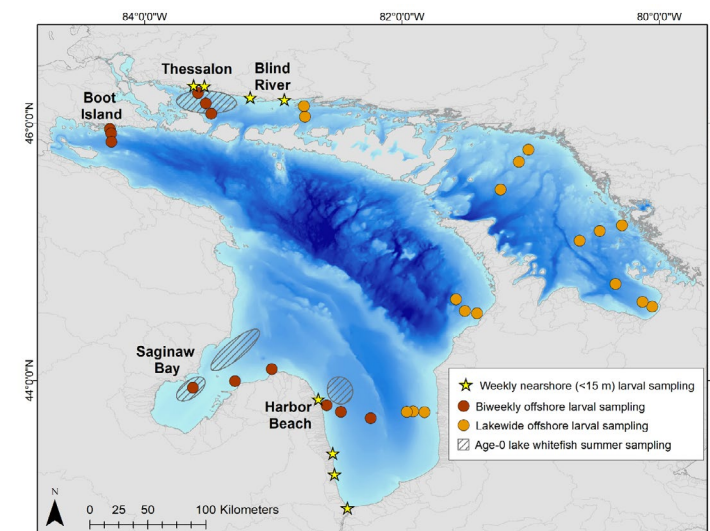 84°0'0"W 82°0'0"W 80°0'0"W
Thessalon
Blind
River
Boot
Island
46°0'0"N
Saginaw
Bay
44°0'0"N
Harbor
Beach
Weekly nearshore (<15 m) larval sampling
Biweekly offshore larval sampling
Lakewide offshore larval sampling
Age-0 lake whitefish summer sampling
N
0 25 50 100 Kilometers